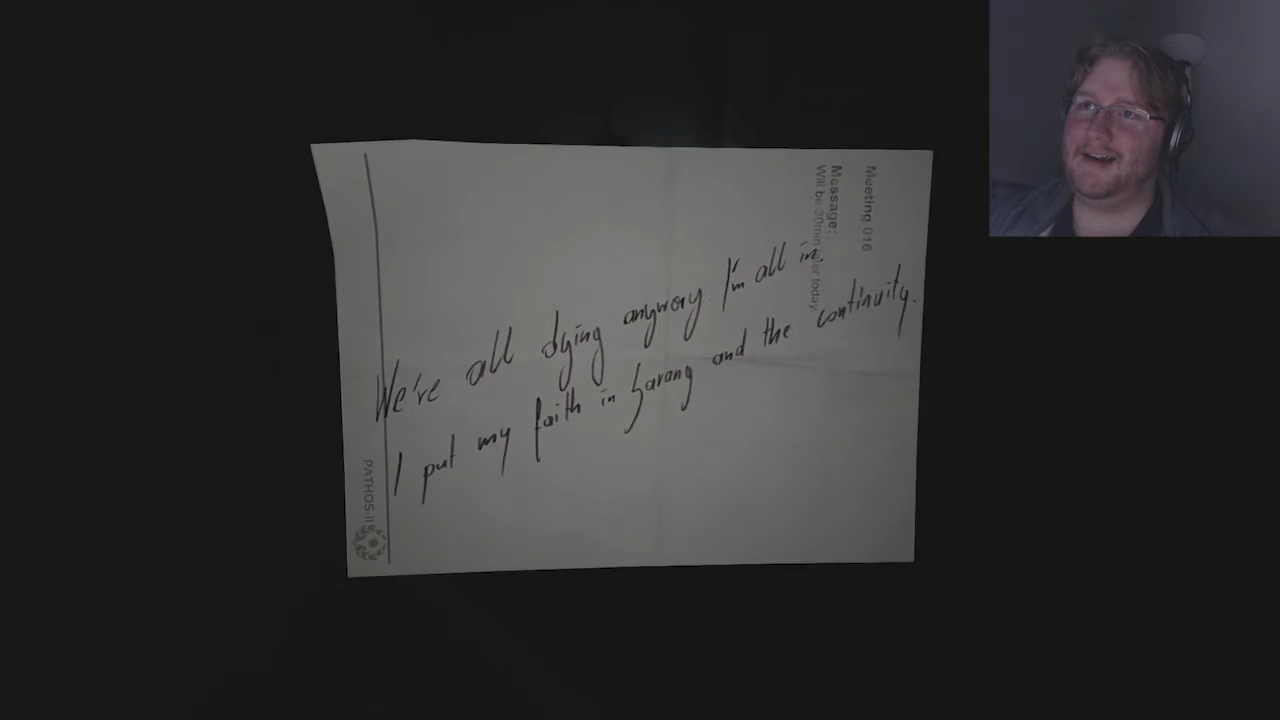 We're all dying anyway. I'm all in.
I put my faith in Sarang and the continuity.
Meeting 016
Message:
Will be 30min later today
PATHOS-II